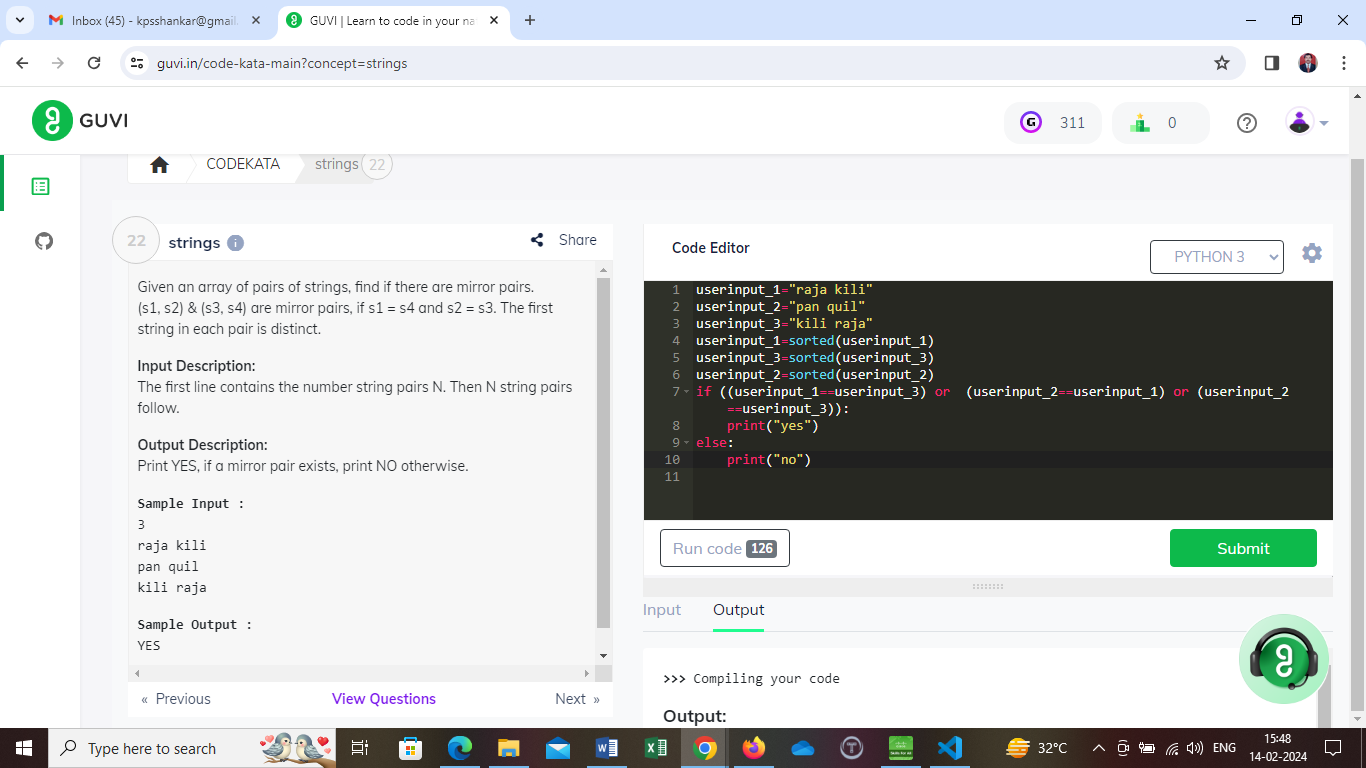 Inbox (45) - kpsshankar@gmail.
GUVI | Learn to code in your na
guvi.in/code-kata-main?concept=strings
GUVI
311
0
CODEKATA
strings 22
22
strings
Share
Given an array of pairs of strings, find if there are mirror pairs.
(s1, s2) & (s3, s4) are mirror pairs, if s1 = s4 and s2 = s3. The first
string in each pair is distinct.
Input Description:
The first line contains the number string pairs N. Then N string pairs
follow.
Output Description:
Print YES, if a mirror pair exists, print NO otherwise.
Sample Input :
3
raja kili
pan quil
kili raja
Sample Output :
YES
« Previous
View Questions
Next »
Code Editor
PYTHON 3
1 userinput_1="raja kili"
2 userinput_2="pan quil"
3 userinput_3="kili raja"
4 userinput_1=sorted(userinput_1)
5 userinput_3=sorted(userinput_3)
6 userinput_2=sorted(userinput_2)
7 if ((userinput_1==userinput_3) or  (userinput_2==userinput_1) or (userinput_2
==userinput_3)):
8 print("yes")
9 else:
10 print("no")
11
Run code 126
Submit
Input
Output
>>> Compiling your code
Output:
Type here to search
32°C
ENG
15:48
14-02-2024